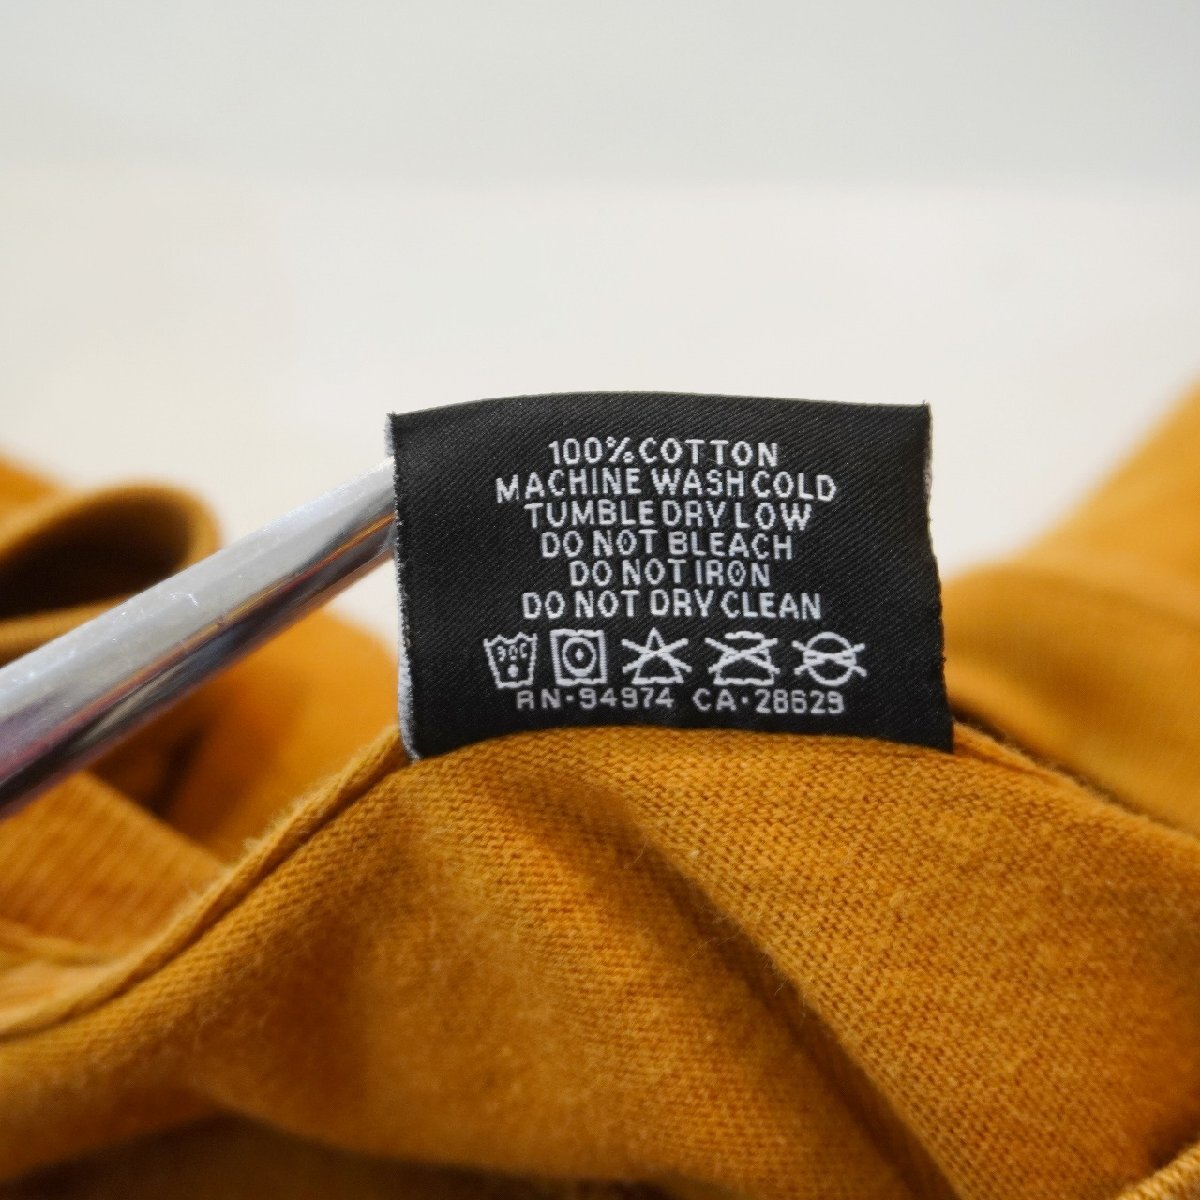 100% COTTON
MACHINE WASH COLD
TUMBLE DRY LOW
DO NOT BLEACH
DO NOT IRON
DO NOT DRY CLEAN
30C
RN·94974 CA·28629